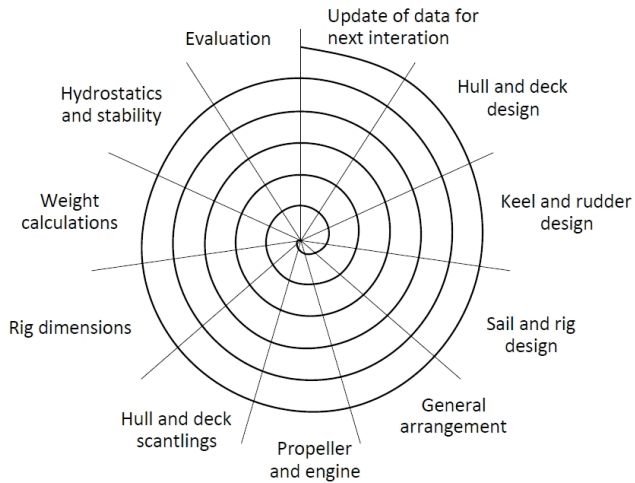 Update of data for
next interation
Hull and deck
design
Keel and rudder
design
Sail and rig
design
General
arrangement
Propeller
and engine
Hull and deck
scantlings
Rig dimensions
Weight
calculations
Hydrostatics
and stability
Evaluation